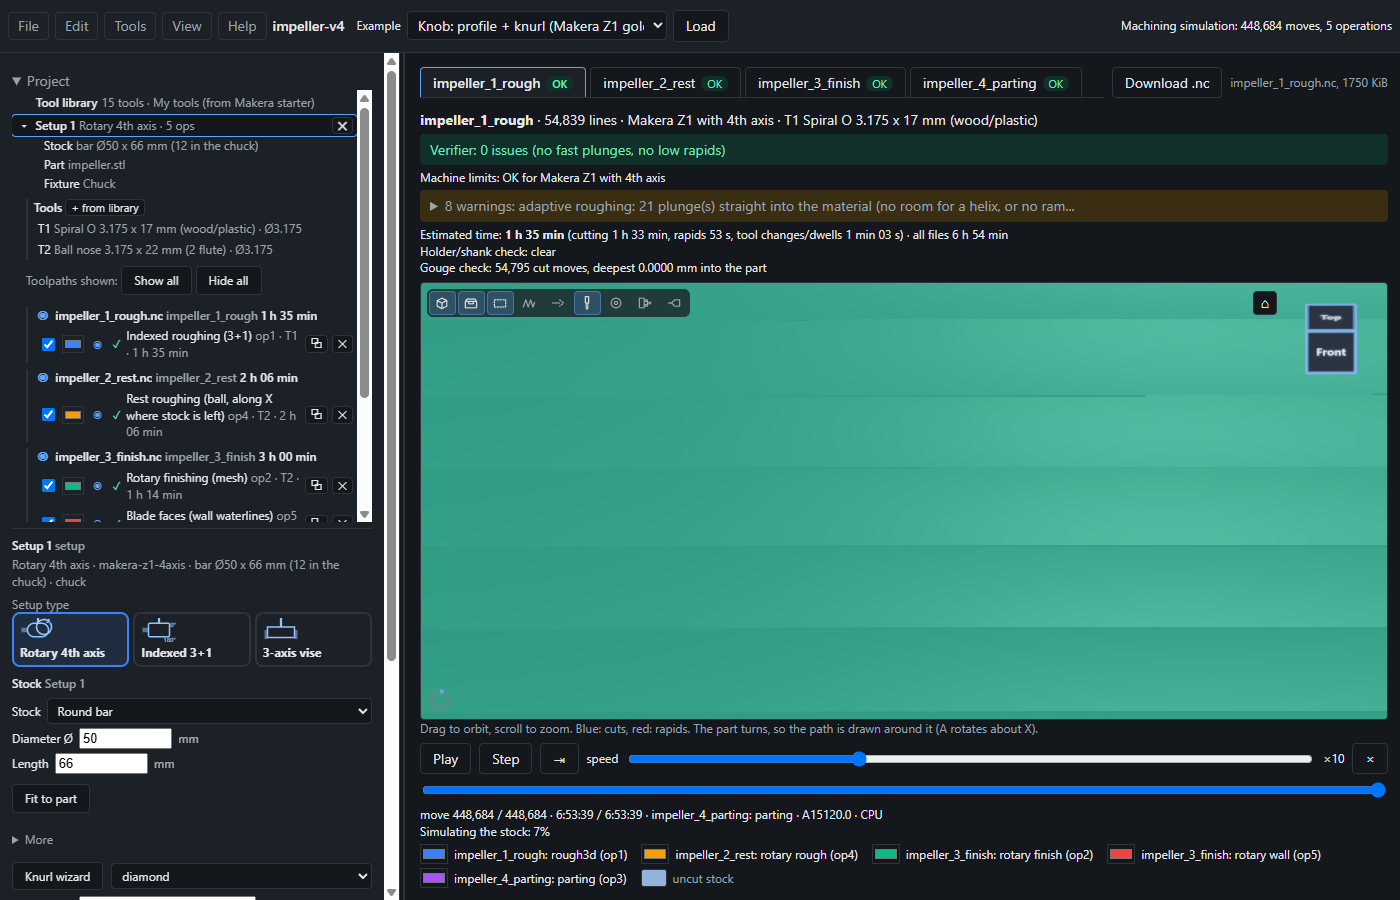 File Edit Tools View Help impeller-v4 Example Knob: profile + knurl (Makera Z1 gol Load Machining simulation: 448,684 moves, 5 operations
Project
Tool library 15 tools · My tools (from Makera starter)
Setup 1 Rotary 4th axis · 5 ops
Stock bar Ø50 x 66 mm (12 in the chuck)
Part impeller.stl
Fixture Chuck
Tools + from library
T1 Spiral O 3.175 x 17 mm (wood/plastic) · Ø3.175
T2 Ball nose 3.175 x 22 mm (2 flute) · Ø3.175
Toolpaths shown: Show all Hide all
impeller_1_rough.nc impeller_1_rough 1 h 35 min
Indexed roughing (3+1) op1 · T1
· 1 h 35 min
impeller_2_rest.nc impeller_2_rest 2 h 06 min
Rest roughing (ball, along X
where stock is left) op4 · T2 · 2 h
06 min
impeller_3_finish.nc impeller_3_finish 3 h 00 min
Rotary finishing (mesh) op2 · T2 ·
1 h 14 min
Blade faces (wall waterlines) op5
Setup 1 setup
Rotary 4th axis · makera-z1-4axis · bar Ø50 x 66 mm (12 in the
chuck) · chuck
Setup type
Rotary 4th axis Indexed 3+1 3-axis vise
Stock Setup 1
Stock Round bar
Diameter Ø 50 mm
Length 66 mm
Fit to part
More
Knurl wizard diamond
impeller_1_rough OK impeller_2_rest OK impeller_3_finish OK impeller_4_parting OK Download .nc impeller_1_rough.nc, 1750 KiB
impeller_1_rough · 54,839 lines · Makera Z1 with 4th axis · T1 Spiral O 3.175 x 17 mm (wood/plastic)
Verifier: 0 issues (no fast plunges, no low rapids)
Machine limits: OK for Makera Z1 with 4th axis
8 warnings: adaptive roughing: 21 plunge(s) straight into the material (no room for a helix, or no ram...
Estimated time: 1 h 35 min (cutting 1 h 33 min, rapids 53 s, tool changes/dwells 1 min 03 s) · all files 6 h 54 min
Holder/shank check: clear
Gouge check: 54,795 cut moves, deepest 0.0000 mm into the part
Top
Front
Drag to orbit, scroll to zoom. Blue: cuts, red: rapids. The part turns, so the path is drawn around it (A rotates about X).
Play Step speed ×10
move 448,684 / 448,684 · 6:53:39 / 6:53:39 · impeller_4_parting: parting · A15120.0 · CPU
Simulating the stock: 7%
impeller_1_rough: rough3d (op1) impeller_2_rest: rotary rough (op4) impeller_3_finish: rotary finish (op2) impeller_3_finish: rotary wall (op5)
impeller_4_parting: parting (op3) uncut stock